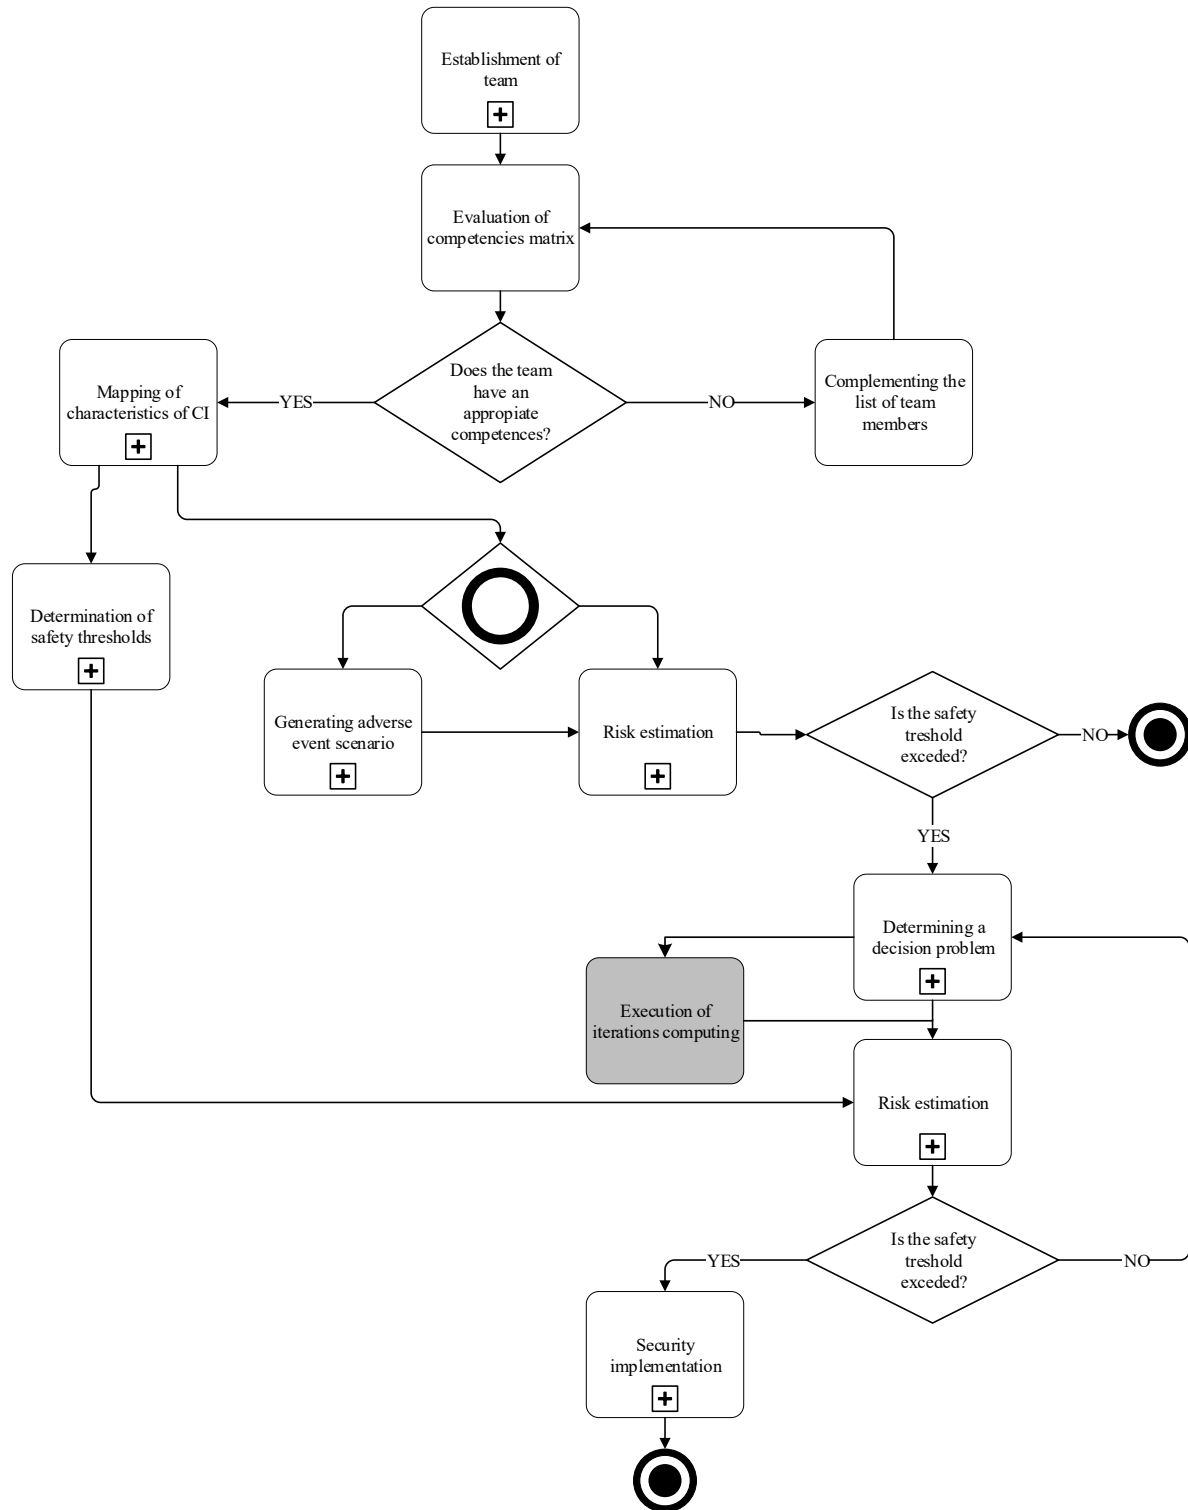 Establishment of
team
Evaluation of
competencies matrix
Does the team
have an
appropiate
competences?
YES
NO
Mapping of
characteristics of CI
Complementing the
list of team
members
Determination of
safety thresholds
Generating adverse
event scenario
Risk estimation
Is the safety
treshold
exceded?
NO
YES
Determining a
decision problem
Execution of
iterations computing
Risk estimation
Is the safety
treshold
exceded?
YES
NO
Security
implementation